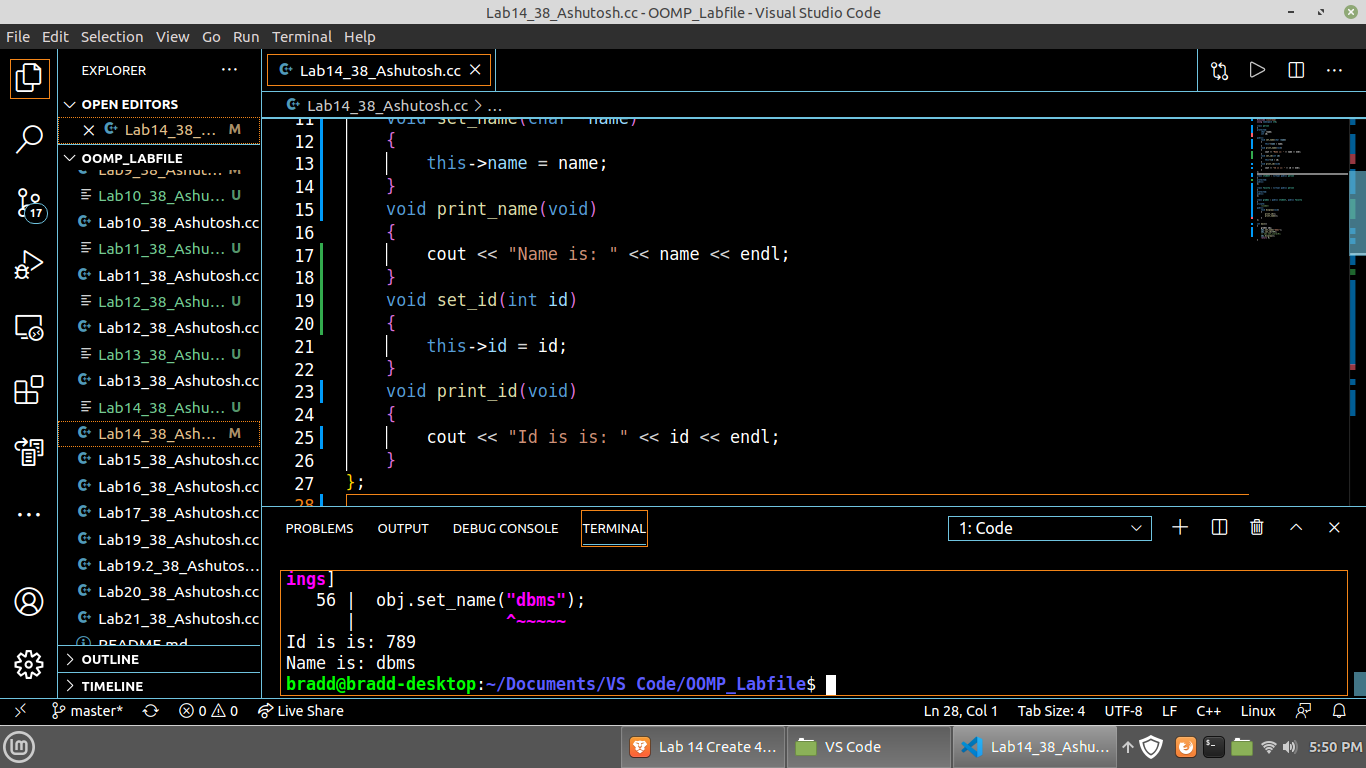 Lab14_38_Ashutosh.cc - OOMP_Labfile - Visual Studio Code
File Edit Selection View Go Run Terminal Help
EXPLORER
OPEN EDITORS
Lab14_38_... M
OOMP_LABFILE
Lab9_38_Ashut... M
Lab10_38_Ashu... U
Lab10_38_Ashutosh.cc
Lab11_38_Ashu... U
Lab11_38_Ashutosh.cc
Lab12_38_Ashu... U
Lab12_38_Ashutosh.cc
Lab13_38_Ashu... U
Lab13_38_Ashutosh.cc
Lab14_38_Ashu... U
Lab14_38_Ash... M
Lab15_38_Ashutosh.cc
Lab16_38_Ashutosh.cc
Lab17_38_Ashutosh.cc
Lab19_38_Ashutosh.cc
Lab19.2_38_Ashutos...
Lab20_38_Ashutosh.cc
Lab21_38_Ashutosh.cc
README.md
OUTLINE
TIMELINE
17
Lab14_38_Ashutosh.cc
Lab14_38_Ashutosh.cc > ...
11 void set_name(char *name)
12 {
13 this->name = name;
14 }
15 void print_name(void)
16 {
17 cout << "Name is: " << name << endl;
18 }
19 void set_id(int id)
20 {
21 this->id = id;
22 }
23 void print_id(void)
24 {
25 cout << "Id is is: " << id << endl;
26 }
27 };
28
PROBLEMS OUTPUT DEBUG CONSOLE TERMINAL
1: Code
ings]
56 | obj.set_name("dbms");
| ^~~~~~
Id is is: 789
Name is: dbms
bradd@bradd-desktop:~/Documents/VS Code/OOMP_Labfile$
master* 0 0 Live Share
Ln 28, Col 1 Tab Size: 4 UTF-8 LF C++ Linux
Lab 14 Create 4... VS Code Lab14_38_Ashu... 5:50 PM